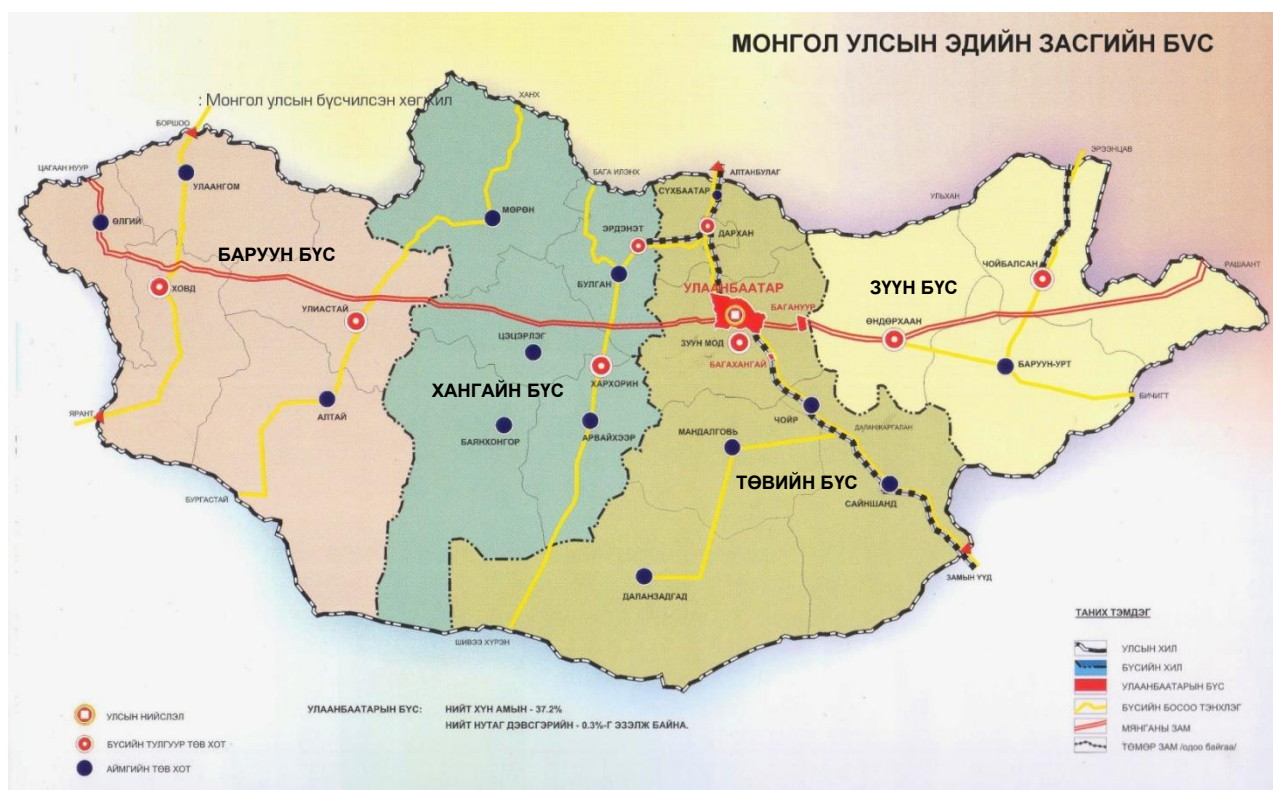 МОНГОЛ УЛСЫН ЭДИЙН ЗАСГИЙН БҮС
: Монгол улсын бүсчилсэн хөгжил
ХАНХ
БОРШОО
ЦАГААН НУУР
УЛААНГОМ
БАГА ИЛЭНХ
АЛТАНБУЛАГ
ЭРЭЭНЦАВ
СҮХБААТАР
УЛЬХАН
ӨЛГИЙ
МӨРӨН
ЭРДЭНЭТ
ДАРХАН
БАРУУН БҮС
БУЛГАН
ЧОЙБАЛСАН
РАШААНТ
ХОВД
УЛААНБААТАР
ЗҮҮН БҮС
УЛИАСТАЙ
БАГАНУУР
ӨНДӨРХААН
ЦЭЦЭРЛЭГ
ЗУУН МОД
БАГАХАНГАЙ
БАРУУН-УРТ
ХАРХОРИН
ХАНГАЙН БҮС
БИЧИГТ
ЯРАНТ
АЛТАЙ
ЧОЙР
БАЯНХОНГОР
АРВАЙХЭЭР
МАНДАЛГОВЬ
ДАЛАНЖАРГАЛАН
ТӨВИЙН БҮС
БУРГАСТАЙ
САЙНШАНД
ЗАМЫН ҮҮД
ДАЛАНЗАДГАД
ШИВЭЭ ХҮРЭН
ТАНИХ ТЭМДЭГ
УЛСЫН ХИЛ
БҮСИЙН ХИЛ
УЛААНБААТАРЫН БҮС
БҮСИЙН БОСОО ТЭНХЛЭГ
МЯНГАНЫ ЗАМ
ТӨМӨР ЗАМ /одоо байгаа/
УЛААНБААТАРЫН БҮС: НИЙТ ХҮН АМЫН - 37.2%
НИЙТ НУТАГ ДЭВСГЭРИЙН - 0.3%-Г ЭЗЭЛЖ БАЙНА.
УЛСЫН НИЙСЛЭЛ
БҮСИЙН ТУЛГУУР ТӨВ ХОТ
АЙМГИЙН ТӨВ ХОТ